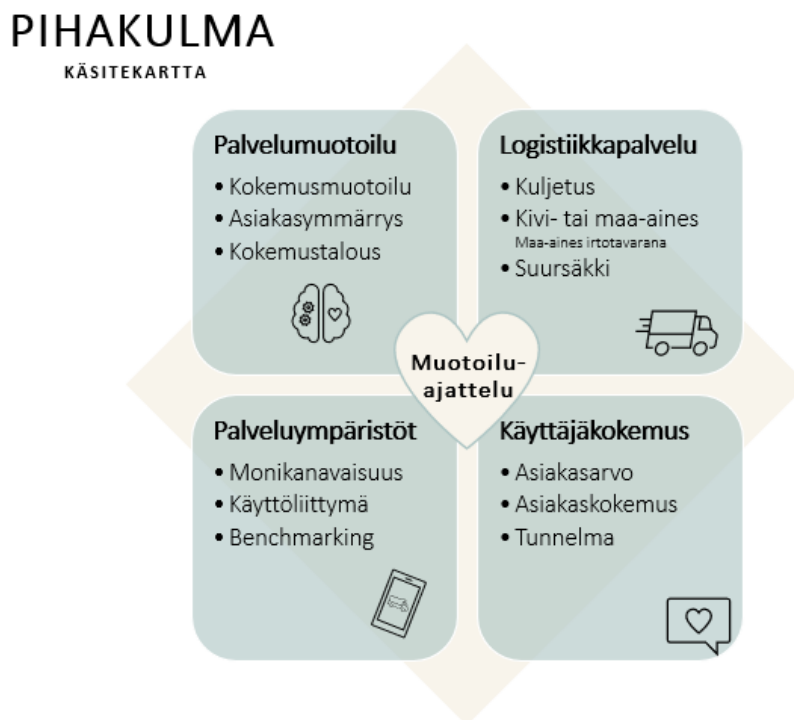 PIHAKULMA
KÄSITEKARTTA
Palvelumuotoilu
• Kokemusmuotoilu
• Asiakasymmärrys
• Kokemustalous
Logistiikkapalvelu
• Kuljetus
• Kivi- tai maa-aines
Maa-aines irtotavarana
• Suursäkki
Muotoilu-
ajattelu
Palveluympäristöt
• Monikanavaisuus
• Käyttöliittymä
• Benchmarking
Käyttäjäkokemus
• Asiakasarvo
• Asiakaskokemus
• Tunnelma